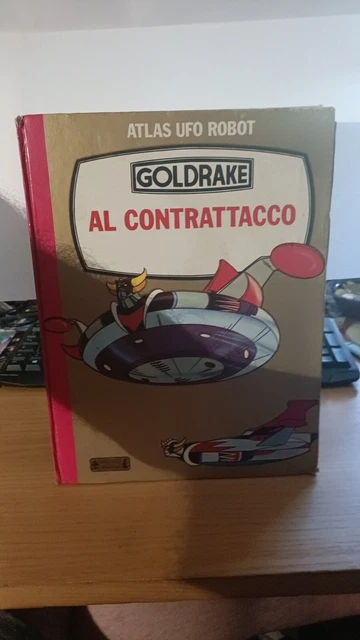 ATLAS UFO ROBOT
GOLDRAKE
AL CONTRATTACCO